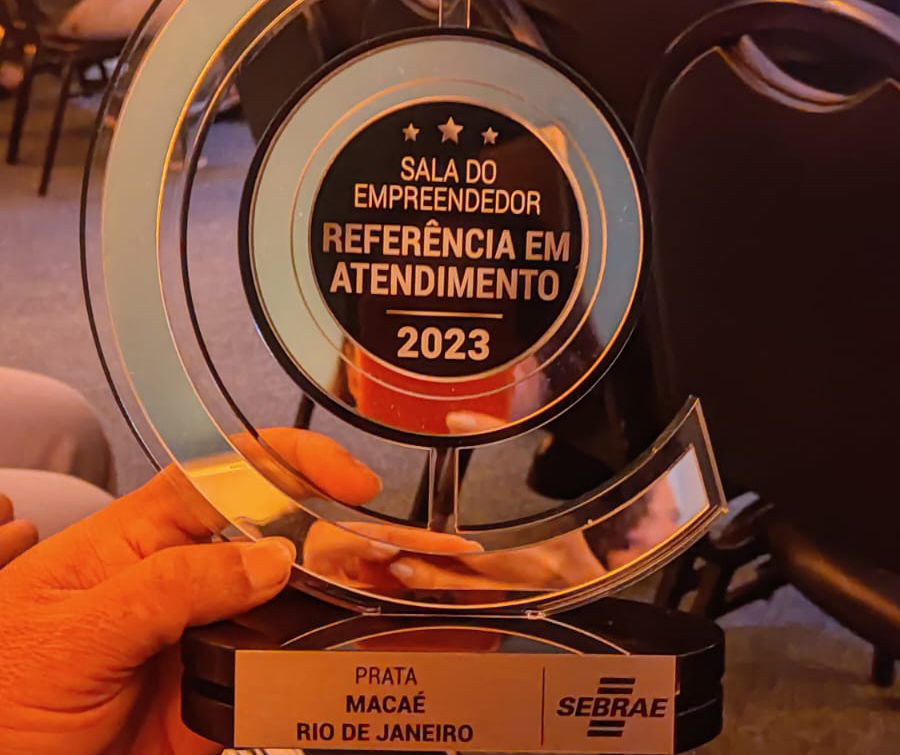 SALA DO
EMPREENDEDOR
REFERÊNCIA EM
ATENDIMENTO
2023
PRATA
MACAÉ
RIO DE JANEIRO
SEBRAE